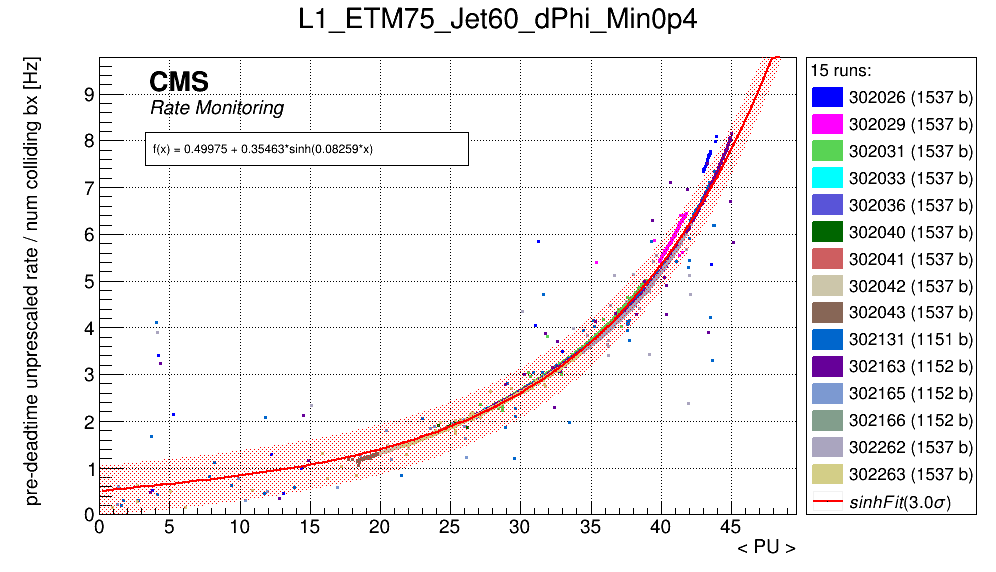 L1_ETM75_Jet60_dPhi_Min0p4
pre-deadtime unprescaled rate / num colliding bx [Hz]
CMS
Rate Monitoring
f(x) = 0.49975 + 0.35463*sinh(0.08259*x)
9
8
7
6
5
4
3
2
1
0
0 5 10 15 20 25 30 35 40 45
< PU >
15 runs:
302026 (1537 b)
302029 (1537 b)
302031 (1537 b)
302033 (1537 b)
302036 (1537 b)
302040 (1537 b)
302041 (1537 b)
302042 (1537 b)
302043 (1537 b)
302131 (1151 b)
302163 (1152 b)
302165 (1152 b)
302166 (1152 b)
302262 (1537 b)
302263 (1537 b)
sinhFit(3.0σ)